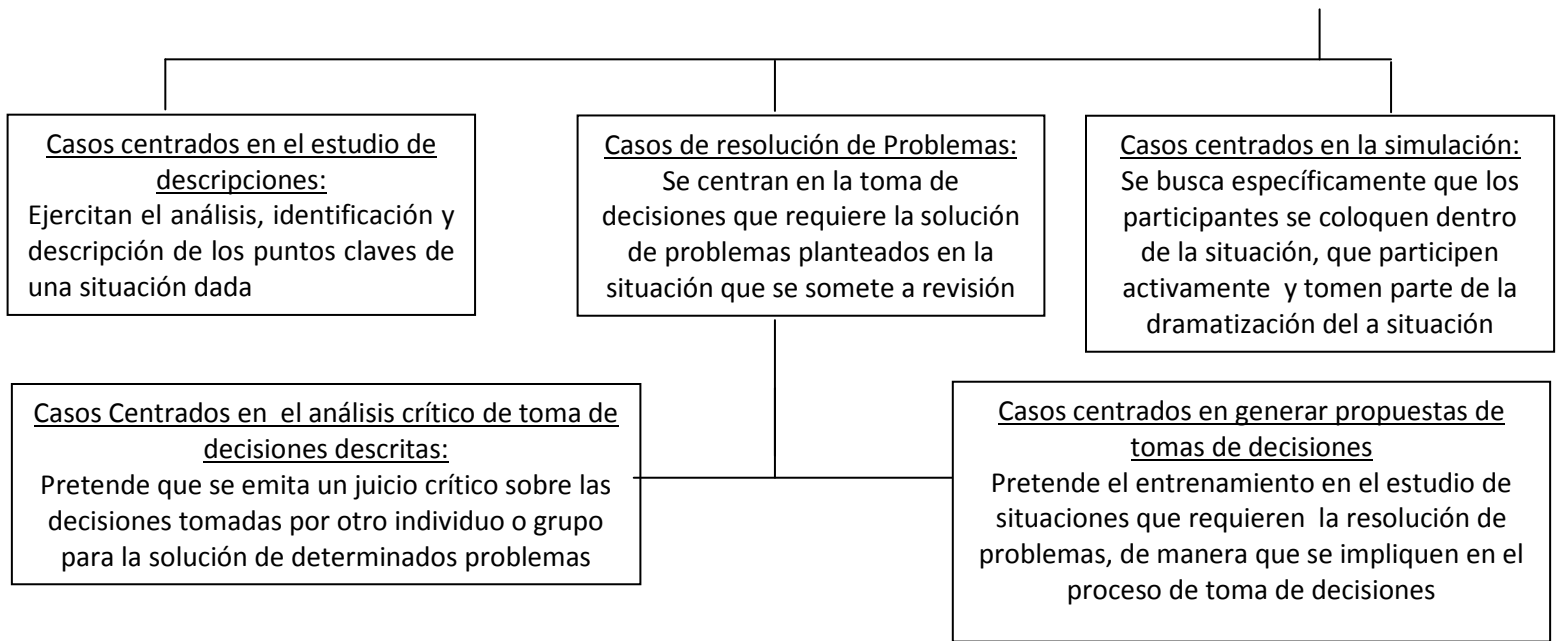 Casos centrados en el estudio de
descripciones:
Ejercitan el análisis, identificación y
descripción de los puntos claves de
una situación dada
Casos de resolución de Problemas:
Se centran en la toma de
decisiones que requiere la solución
de problemas planteados en la
situación que se somete a revisión
Casos centrados en la simulación:
Se busca específicamente que los
participantes se coloquen dentro
de la situación, que participen
activamente y tomen parte de la
dramatización del a situación
Casos Centrados en el análisis crítico de toma de
decisiones descritas:
Pretende que se emita un juicio crítico sobre las
decisiones tomadas por otro individuo o grupo
para la solución de determinados problemas
Casos centrados en generar propuestas de
tomas de decisiones
Pretende el entrenamiento en el estudio de
situaciones que requieren la resolución de
problemas, de manera que se impliquen en el
proceso de toma de decisiones